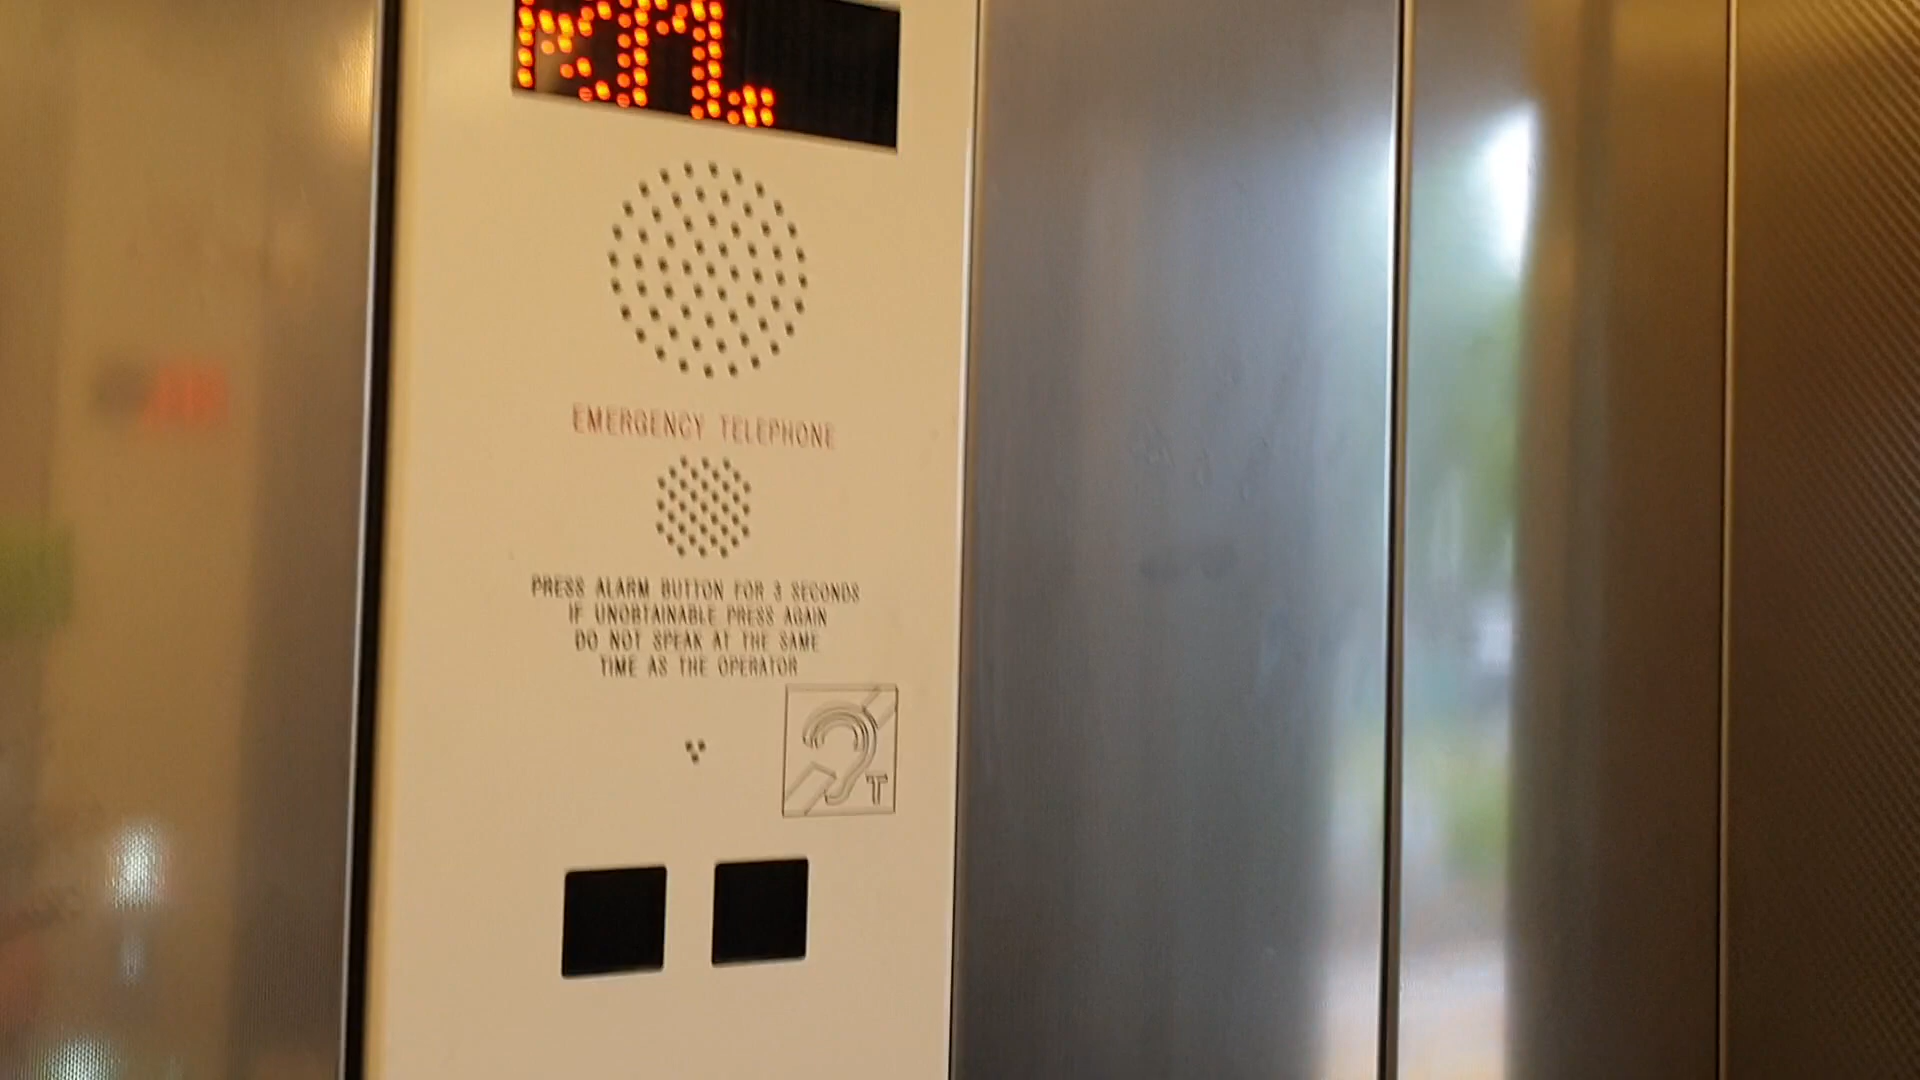 EMERGENCY TELEPHONE
PRESS ALARM BUTTON FOR 3 SECONDS
IF UNOBTAINABLE PRESS AGAIN
DO NOT SPEAK AT THE SAME
TIME AS THE OPERATOR
T